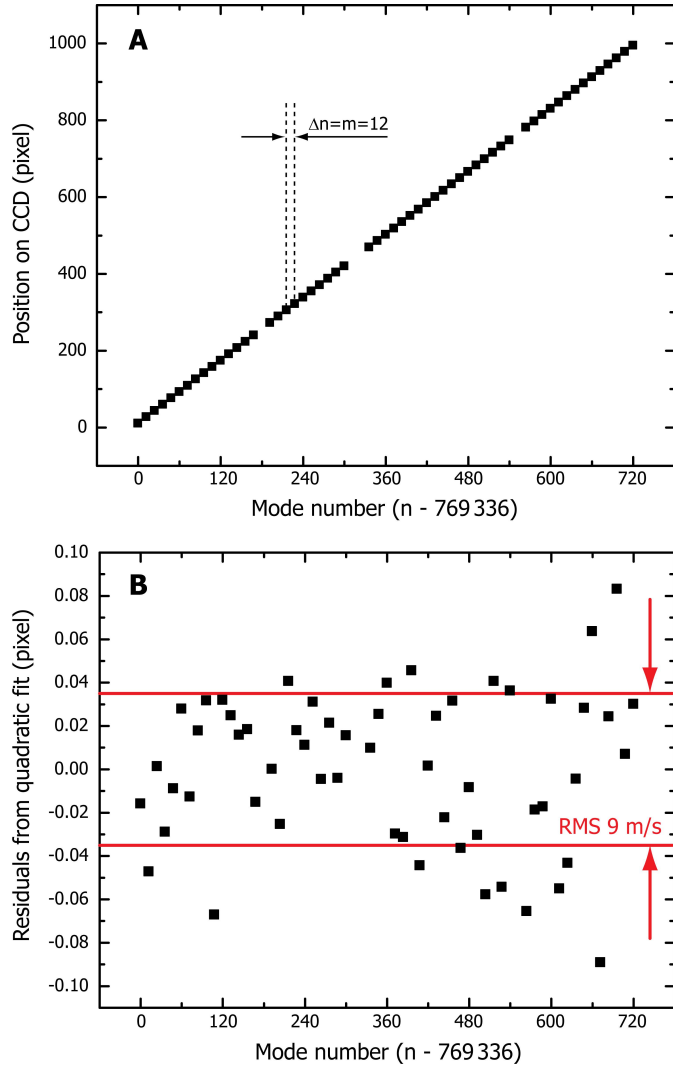 A
1000
800
600
400
200
0
Position on CCD (pixel)
Δn=m=12
0 120 240 360 480 600 720
Mode number (n - 769 336)
B
0.10
0.08
0.06
0.04
0.02
0.00
-0.02
-0.04
-0.06
-0.08
-0.10
Residuals from quadratic fit (pixel)
RMS 9 m/s
0 120 240 360 480 600 720
Mode number (n - 769 336)